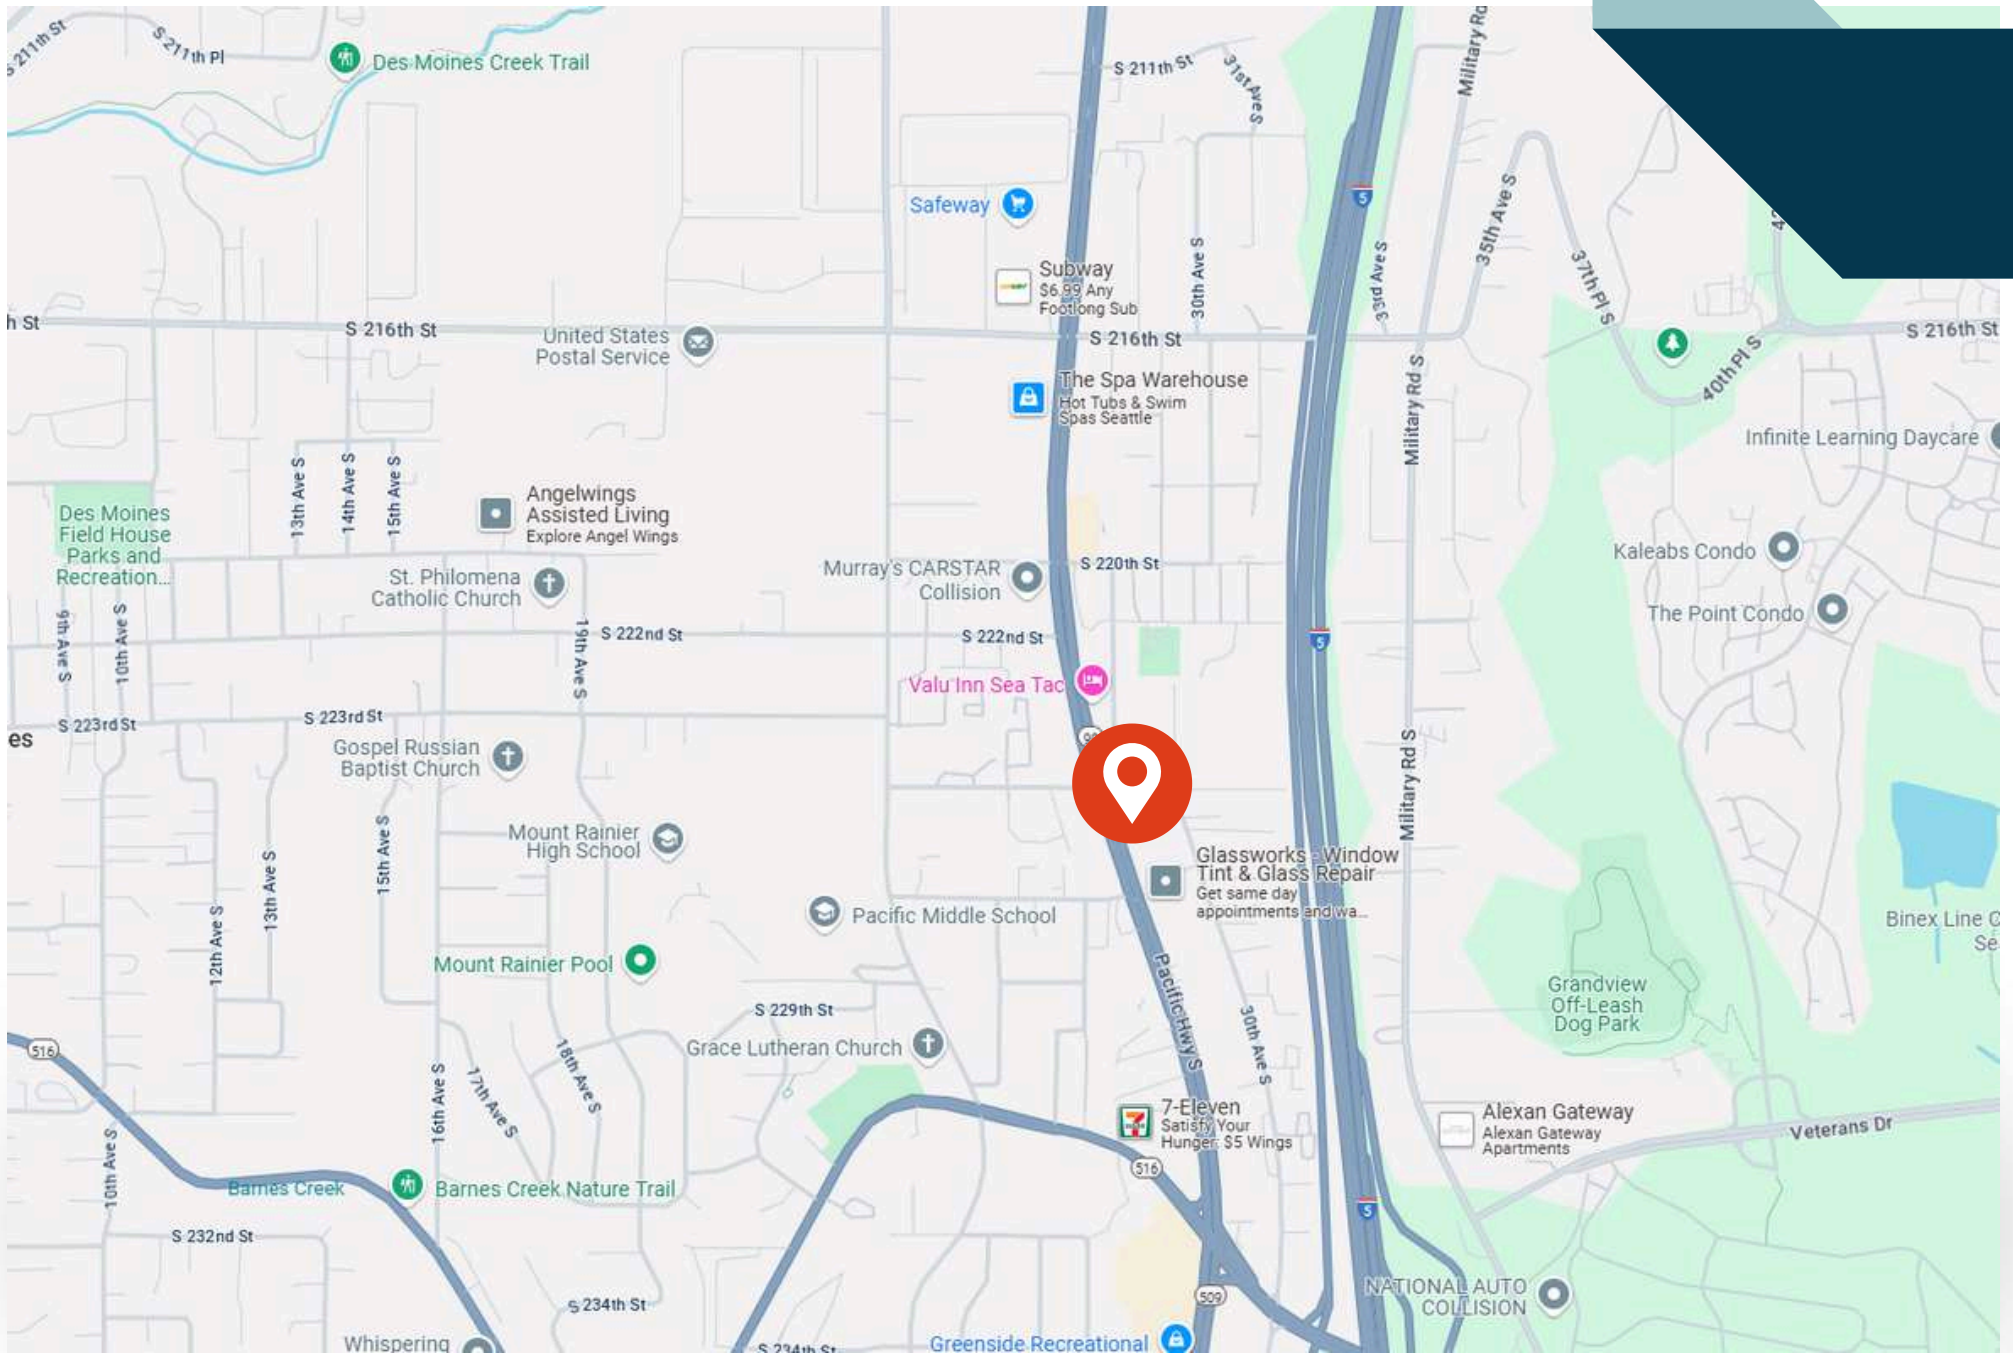 S 211th St
S 211th Pl
Des Moines Creek Trail
S 211th St
31st Ave S
Military Rd
Safeway
5
35th Ave S
Subway
$6.99 Any
Footlong Sub
30th Ave S
33rd Ave S
37th Pl S
h St
S 216th St
United States
Postal Service
S 216th St
S 216th St
40th Pl S
The Spa Warehouse
Hot Tubs & Swim
Spas Seattle
Military Rd S
Infinite Learning Daycare
13th Ave S
14th Ave S
15th Ave S
Angelwings
Assisted Living
Explore Angel Wings
Des Moines
Field House
Parks and
Recreation...
St. Philomena
Catholic Church
Murray's CARSTAR
Collision
S 220th St
Kaleabs Condo
The Point Condo
9th Ave S
10th Ave S
19th Ave S
S 222nd St
S 222nd St
5
Valu Inn Sea Tac
S 223rd St
S 223rd St
es
Gospel Russian
Baptist Church
Military Rd S
Mount Rainier
High School
15th Ave S
13th Ave S
12th Ave S
Glassworks - Window
Tint & Glass Repair
Get same day
appointments and wa...
Pacific Middle School
Binex Line C
Se
Mount Rainier Pool
Pacific Hwy S
Grandview
Off-Leash
Dog Park
S 229th St
30th Ave S
516
Grace Lutheran Church
18th Ave S
17th Ave S
16th Ave S
10th Ave S
7-Eleven
Satisfy Your
Hunger: $5 Wings
Alexan Gateway
Alexan Gateway
Apartments
Veterans Dr
516
Barnes Creek
Barnes Creek Nature Trail
5
S 232nd St
509
NATIONAL AUTO
COLLISION
S 234th St
Whispering
S 234th St
Greenside Recreational